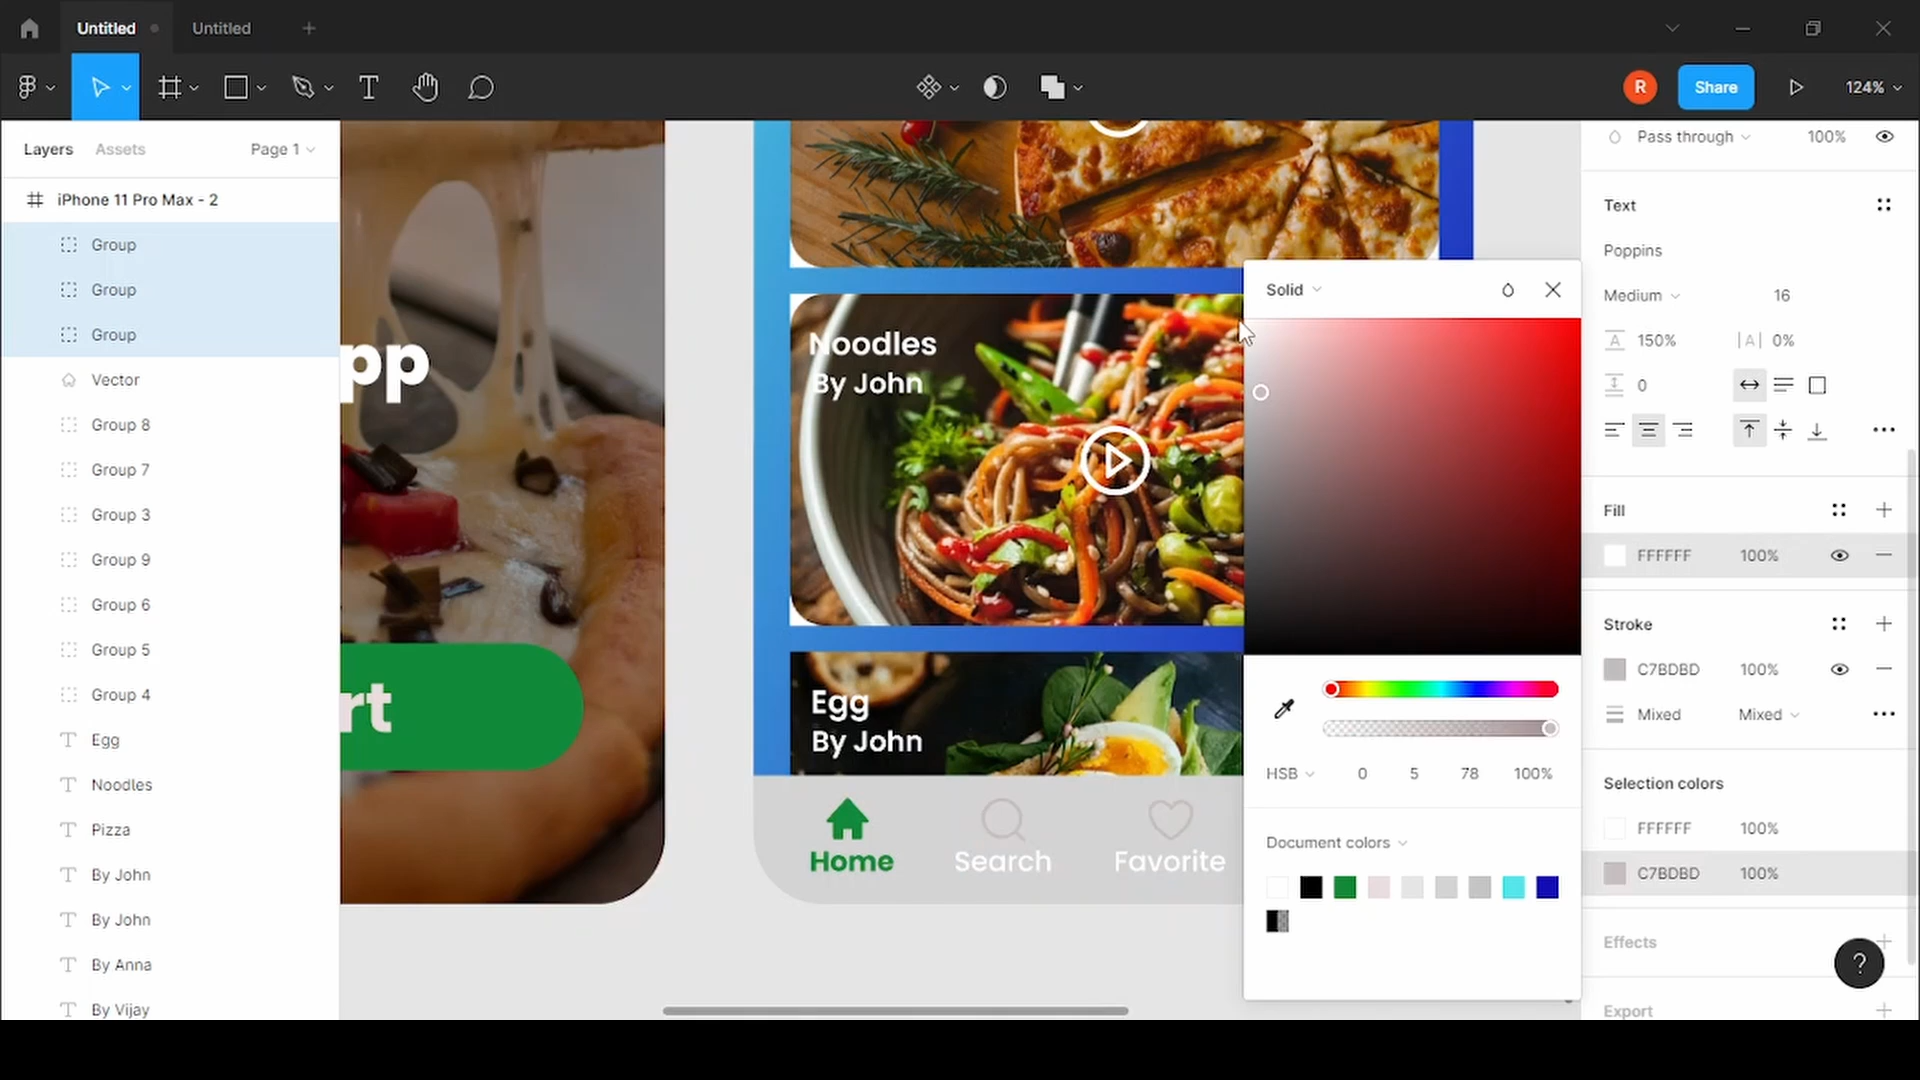 Untitled
Untitled
R
Share
124%
Layers
Assets
Page 1
iPhone 11 Pro Max - 2
Group
Group
Group
Vector
Group 8
Group 7
Group 3
Group 9
Group 6
Group 5
Group 4
Egg
Noodles
Pizza
By John
By John
By Anna
By Vijay
pp
rt
Noodles
By John
Egg
By John
Home
Search
Favorite
Solid
HSB
0
5
78
100%
Document colors
Pass through
100%
Text
Poppins
Medium
16
150%
0%
0
Fill
FFFFFF
100%
Stroke
C7BDBD
100%
Mixed
Mixed
Selection colors
FFFFFF
100%
C7BDBD
100%
Effects
?
Export